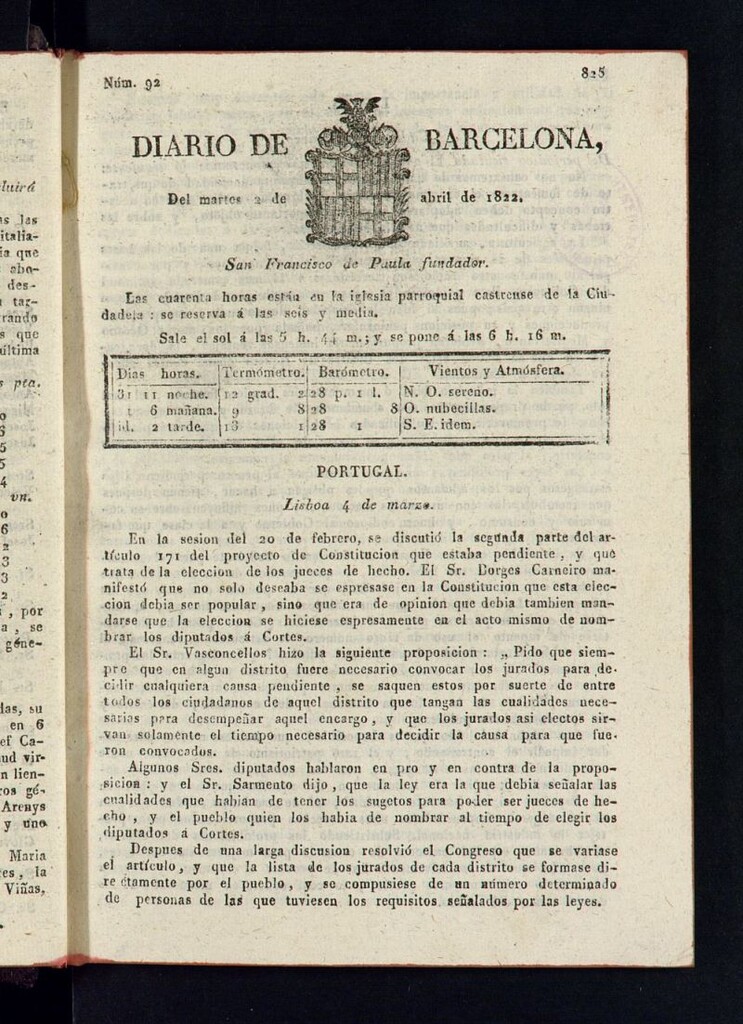 Núm. 92
825
DIARIO DE BARCELONA,
Del martes 2 de abril de 1822.
San Francisco de Paula fundador.
Las cuarenta horas están en la iglesia parroquial castrense de la Ciu-
dadela : se reserva á las seis y media.
Sale el sol á las 5 h. 44 m.; y se pone á las 6 h. 16 m.
Dias horas. Termómetro. Barómetro. Vientos y Atmósfera.
31 11 noche. 12 grad. 2 28 p. 1 l. N. O. sereno.
1 6 mañana. 9 8 28 8 O. nubecillas.
id. 2 tarde. 13 1 28 1 S. E. idem.
PORTUGAL.
Lisboa 4 de marzo.
En la sesion del 20 de febrero, se discutió la segunda parte del ar-
tículo 171 del proyecto de Constitucion que estaba pendiente, y que
trata de la eleccion de los jueces de hecho. El Sr. Borges Carneiro ma-
nifestó que no solo deseaba se espresase en la Constitucion que esta elec-
cion debia ser popular, sino que era de opinion que debia tambien man-
darse que la eleccion se hiciese espresamente en el acto mismo de nom-
brar los diputados á Cortes.
El Sr. Vasconcellos hizo la siguiente proposicion : „ Pido que siem-
pre que en algun distrito fuere necesario convocar los jurados para de-
cidir cualquiera causa pendiente, se saquen estos por suerte de entre
todos los ciudadanos de aquel distrito que tangan las cualidades nece-
sarias para desempeñar aquel encargo, y que los jurados asi electos sir-
van solamente el tiempo necesario para decidir la causa para que fue-
ron convocados.
Algunos Sres. diputados hablaron en pro y en contra de la propo-
sicion : y el Sr. Sarmento dijo, que la ley era la que debia señalar las
cualidades que habian de tener los sugetos para poder ser jueces de he-
cho, y el pueblo quien los habia de nombrar al tiempo de elegir los
diputados á Cortes.
Despues de una larga discusion resolvió el Congreso que se variase
el artículo, y que la lista de los jurados de cada distrito se formase di-
rectamente por el pueblo, y se compusiese de un número determinado
de personas de las que tuviesen los requisitos señalados por las leyes.